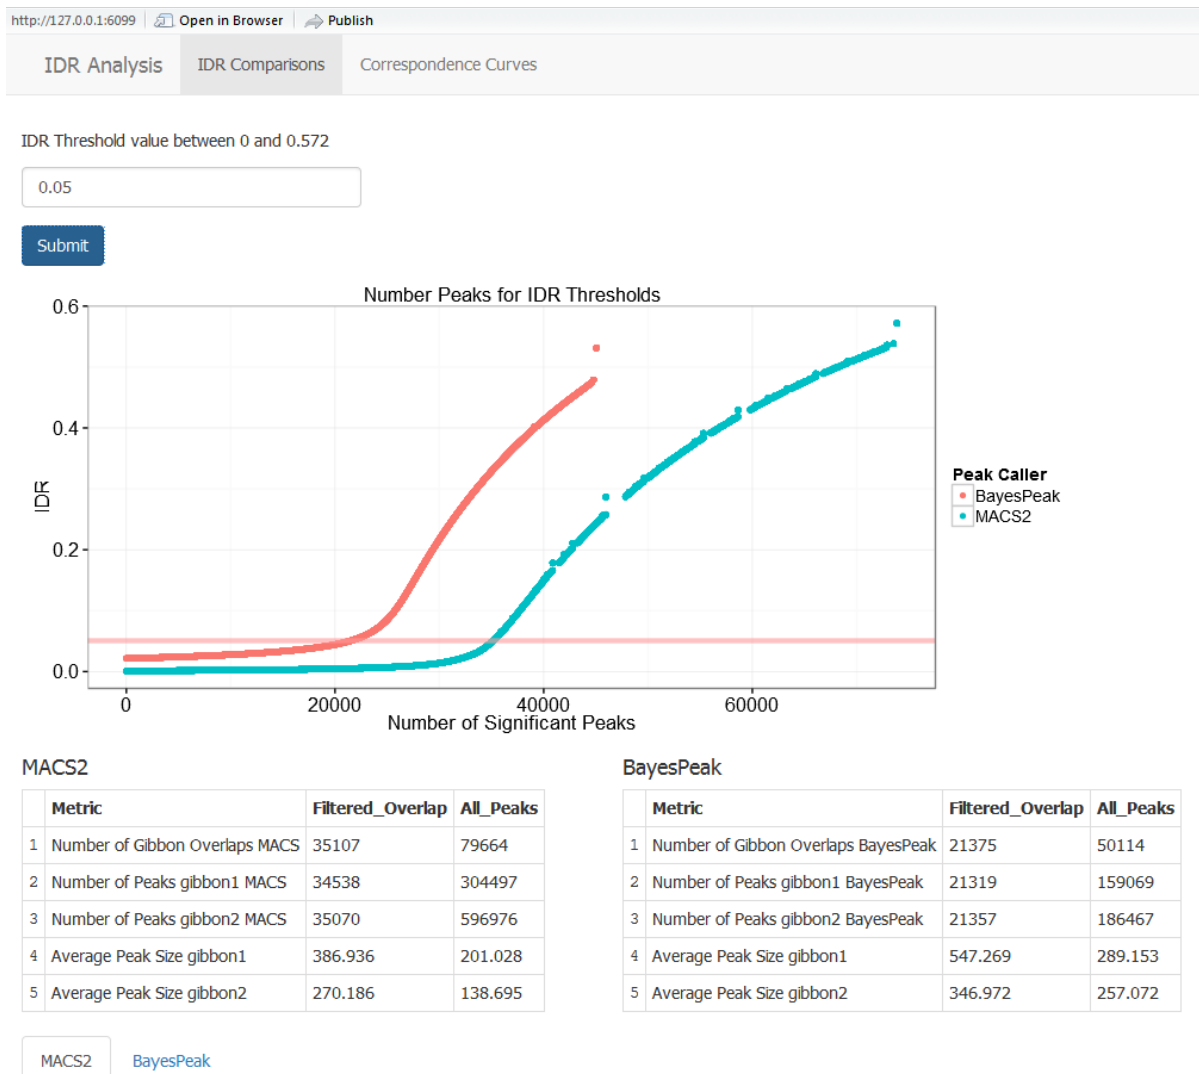 http://127.0.0.1:6099 Open in Browser Publish
IDR Analysis IDR Comparisons Correspondence Curves
IDR Threshold value between 0 and 0.572
0.05
Submit
Number Peaks for IDR Thresholds
0.6
0.4
0.2
0.0
IDR
0 20000 40000 60000
Number of Significant Peaks
Peak Caller
BayesPeak
MACS2
MACS2
Metric Filtered_Overlap All_Peaks
1 Number of Gibbon Overlaps MACS 35107 79664
2 Number of Peaks gibbon1 MACS 34538 304497
3 Number of Peaks gibbon2 MACS 35070 596976
4 Average Peak Size gibbon1 386.936 201.028
5 Average Peak Size gibbon2 270.186 138.695
BayesPeak
Metric Filtered_Overlap All_Peaks
1 Number of Gibbon Overlaps BayesPeak 21375 50114
2 Number of Peaks gibbon1 BayesPeak 21319 159069
3 Number of Peaks gibbon2 BayesPeak 21357 186467
4 Average Peak Size gibbon1 547.269 289.153
5 Average Peak Size gibbon2 346.972 257.072
MACS2 BayesPeak